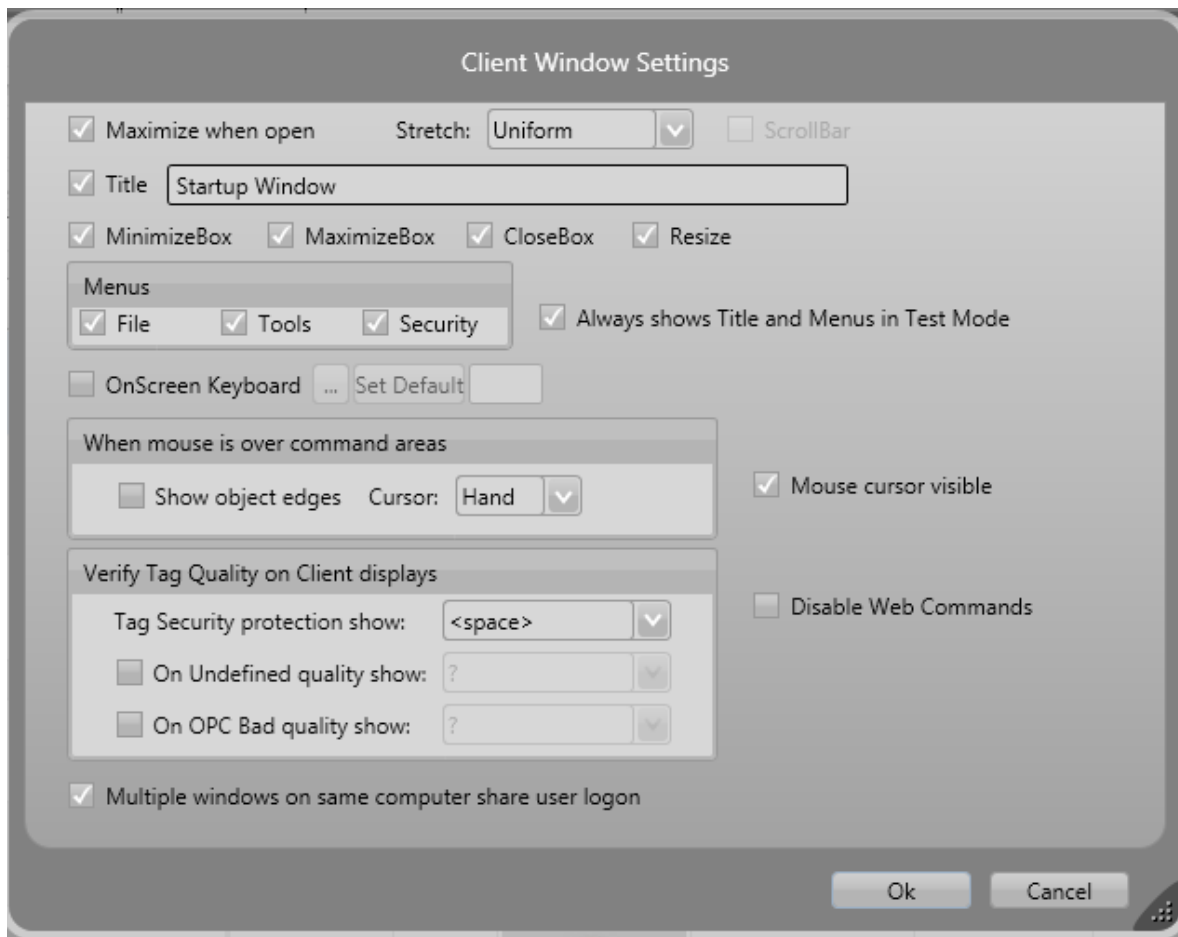 Client Window Settings
Maximize when open Stretch: Uniform ScrollBar
Title Startup Window
MinimizeBox MaximizeBox CloseBox Resize
Menus
File Tools Security Always shows Title and Menus in Test Mode
OnScreen Keyboard ... Set Default
When mouse is over command areas
Show object edges Cursor: Hand Mouse cursor visible
Verify Tag Quality on Client displays
Tag Security protection show: <space> Disable Web Commands
On Undefined quality show: ?
On OPC Bad quality show: ?
Multiple windows on same computer share user logon
Ok Cancel